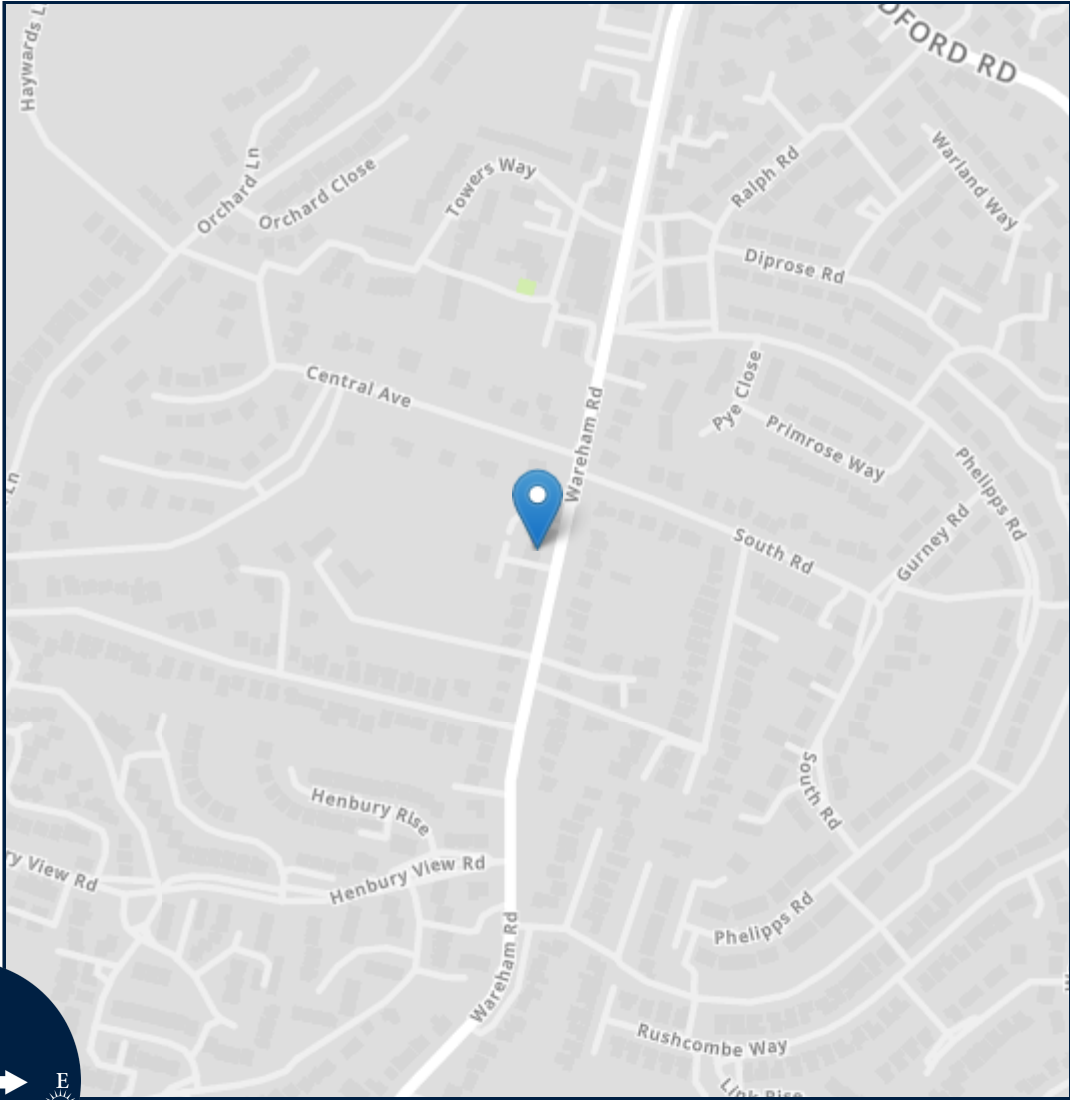 Haywards L
DFORD RD
Orchard Ln
Orchard Close
Towers Way
Ralph Rd
Warland Way
Diprose Rd
Central Ave
Wareham Rd
Pye Close
Primrose Way
Phelipps Rd
Ln
South Rd
Gurney Rd
South Rd
Henbury Rise
ry View Rd
Henbury View Rd
Phelipps Rd
Wareham Rd
Rushcombe Way
Link Rise
E